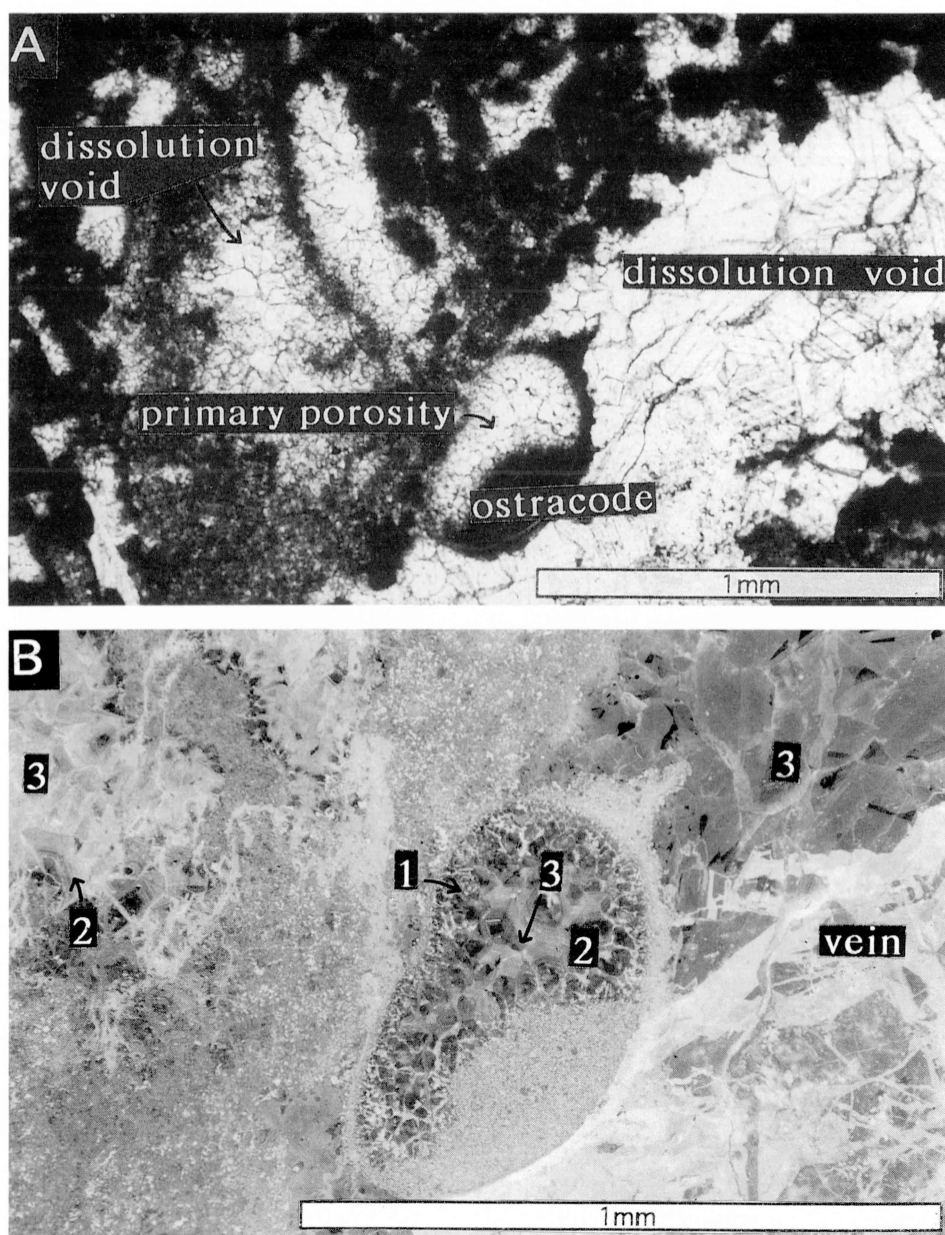 A
dissolution
void
dissolution void
primary porosity
ostracode
1mm
B
3
3
1
3
2
2
vein
1mm